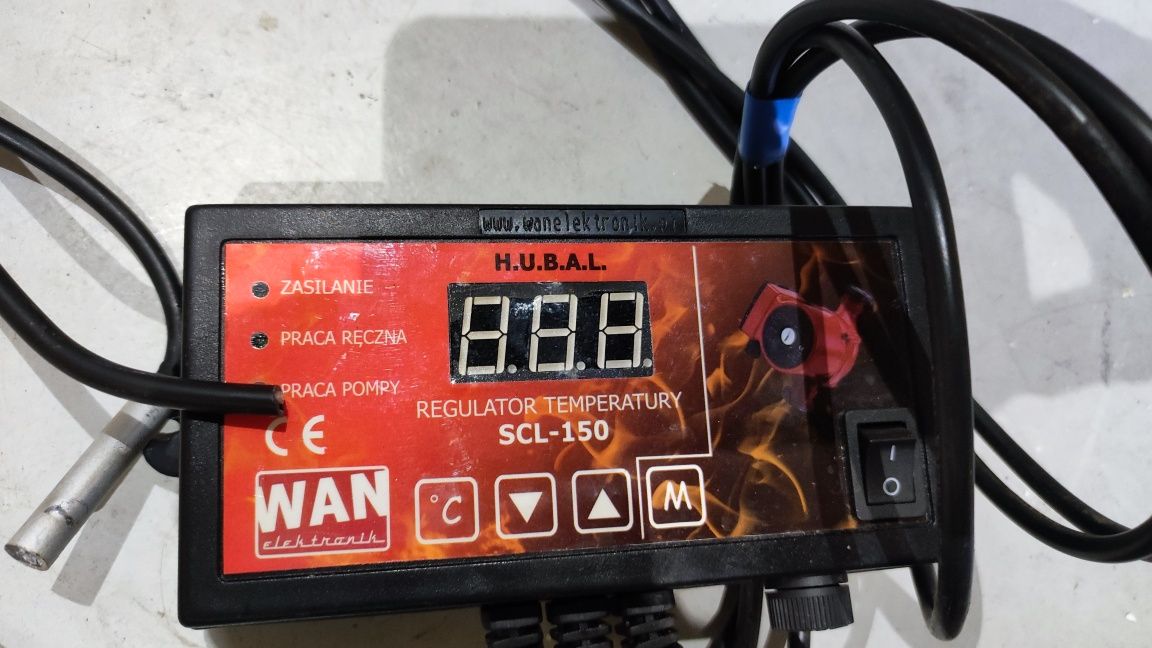 www.wanelektronik.pl
H.U.B.A.L.
ZASILANIE
PRACA RĘCZNA
PRACA POMPY
REGULATOR TEMPERATURY
SCL-150
CE
WAN
elektronik
°C
M
I
O